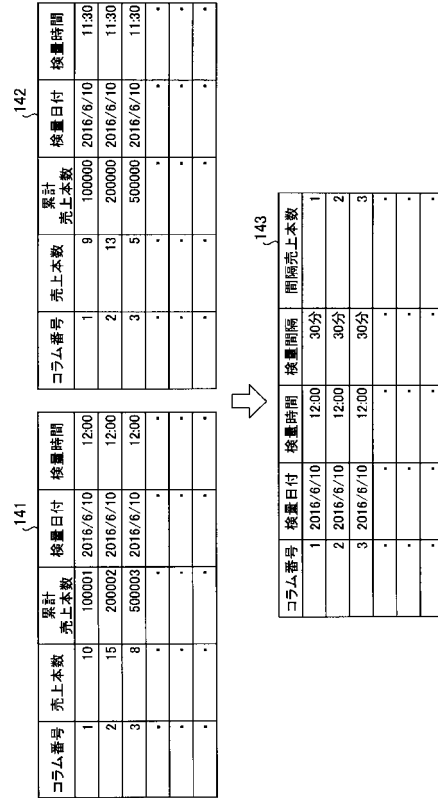 141
コラム番号 売上本数 累計売上本数 検量日付 検量時間
1 10 100001 2016/6/10 12:00
2 15 200002 2016/6/10 12:00
3 8 500003 2016/6/10 12:00
・ ・ ・ ・ ・
・ ・ ・ ・ ・
・ ・ ・ ・ ・
142
コラム番号 売上本数 累計売上本数 検量日付 検量時間
1 9 100000 2016/6/10 11:30
2 13 200000 2016/6/10 11:30
3 5 500000 2016/6/10 11:30
・ ・ ・ ・ ・
・ ・ ・ ・ ・
・ ・ ・ ・ ・
143
コラム番号 検量日付 検量時間 検量間隔 間隔売上本数
1 2016/6/10 12:00 30分 1
2 2016/6/10 12:00 30分 2
3 2016/6/10 12:00 30分 3
・ ・ ・ ・ ・
・ ・ ・ ・ ・
・ ・ ・ ・ ・